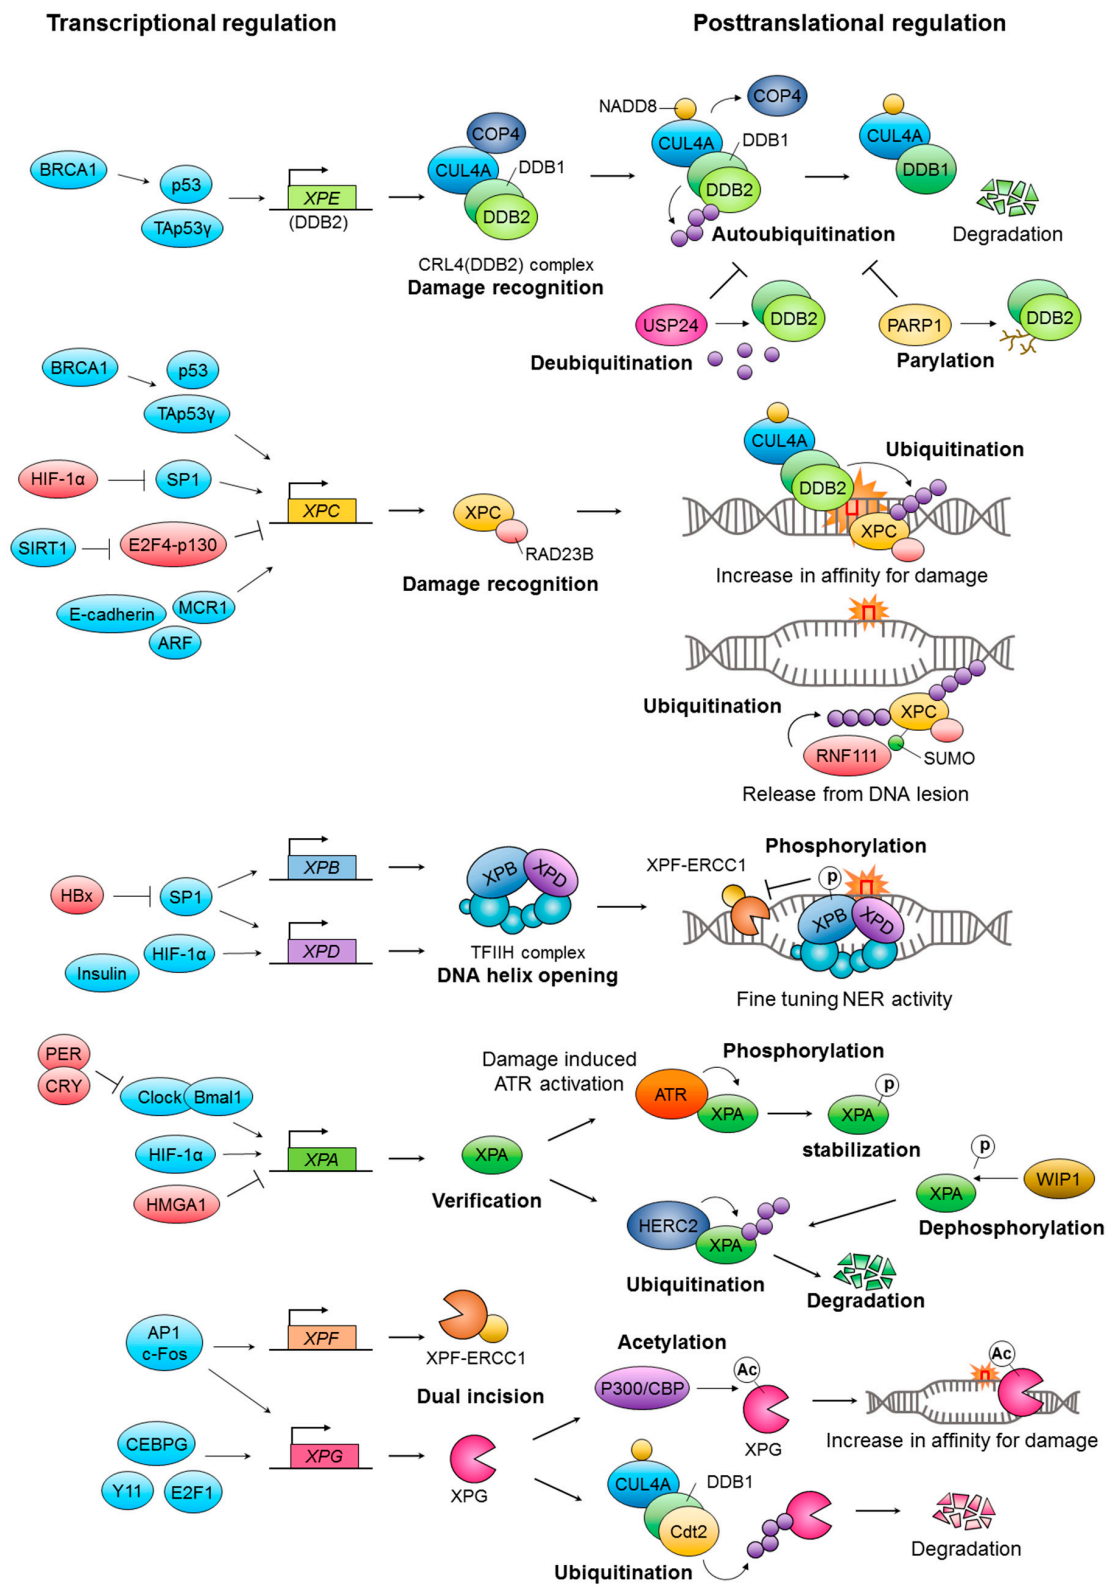 Transcriptional regulation
Posttranslational regulation
BRCA1
p53
TAp53γ
XPE
(DDB2)
COP4
CUL4A
DDB1
DDB2
CRL4(DDB2) complex
Damage recognition
NADD8
COP4
CUL4A
DDB1
DDB2
Autoubiquitination
CUL4A
DDB1
Degradation
USP24
DDB2
Deubiquitination
PARP1
DDB2
Parylation
BRCA1
p53
TAp53γ
HIF-1α
SP1
SIRT1
E2F4-p130
E-cadherin
MCR1
ARF
XPC
XPC
RAD23B
Damage recognition
CUL4A
DDB2
XPC
Ubiquitination
Increase in affinity for damage
Ubiquitination
XPC
RNF111
SUMO
Release from DNA lesion
HBx
SP1
Insulin
HIF-1α
XPB
XPD
XPB
XPD
TFIIH complex
DNA helix opening
XPF-ERCC1
Phosphorylation
p
XPB
XPD
Fine tuning NER activity
PER
CRY
Clock
Bmal1
HIF-1α
HMGA1
XPA
XPA
Verification
Damage induced
ATR activation
Phosphorylation
ATR
XPA
p
XPA
stabilization
p
XPA
WIP1
Dephosphorylation
HERC2
XPA
Ubiquitination
Degradation
AP1
c-Fos
XPF
XPF-ERCC1
Dual incision
CEBPG
Y11
E2F1
XPG
XPG
Acetylation
P300/CBP
Ac
XPG
Ac
Increase in affinity for damage
CUL4A
DDB1
Cdt2
Ubiquitination
Degradation